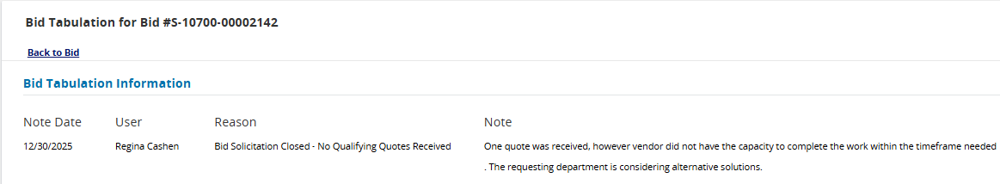 Bid Tabulation for Bid #S-10700-00002142
Back to Bid
Bid Tabulation Information
Note Date User Reason Note
12/30/2025 Regina Cashen Bid Solicitation Closed - No Qualifying Quotes Received One quote was received, however vendor did not have the capacity to complete the work within the timeframe needed
. The requesting department is considering alternative solutions.